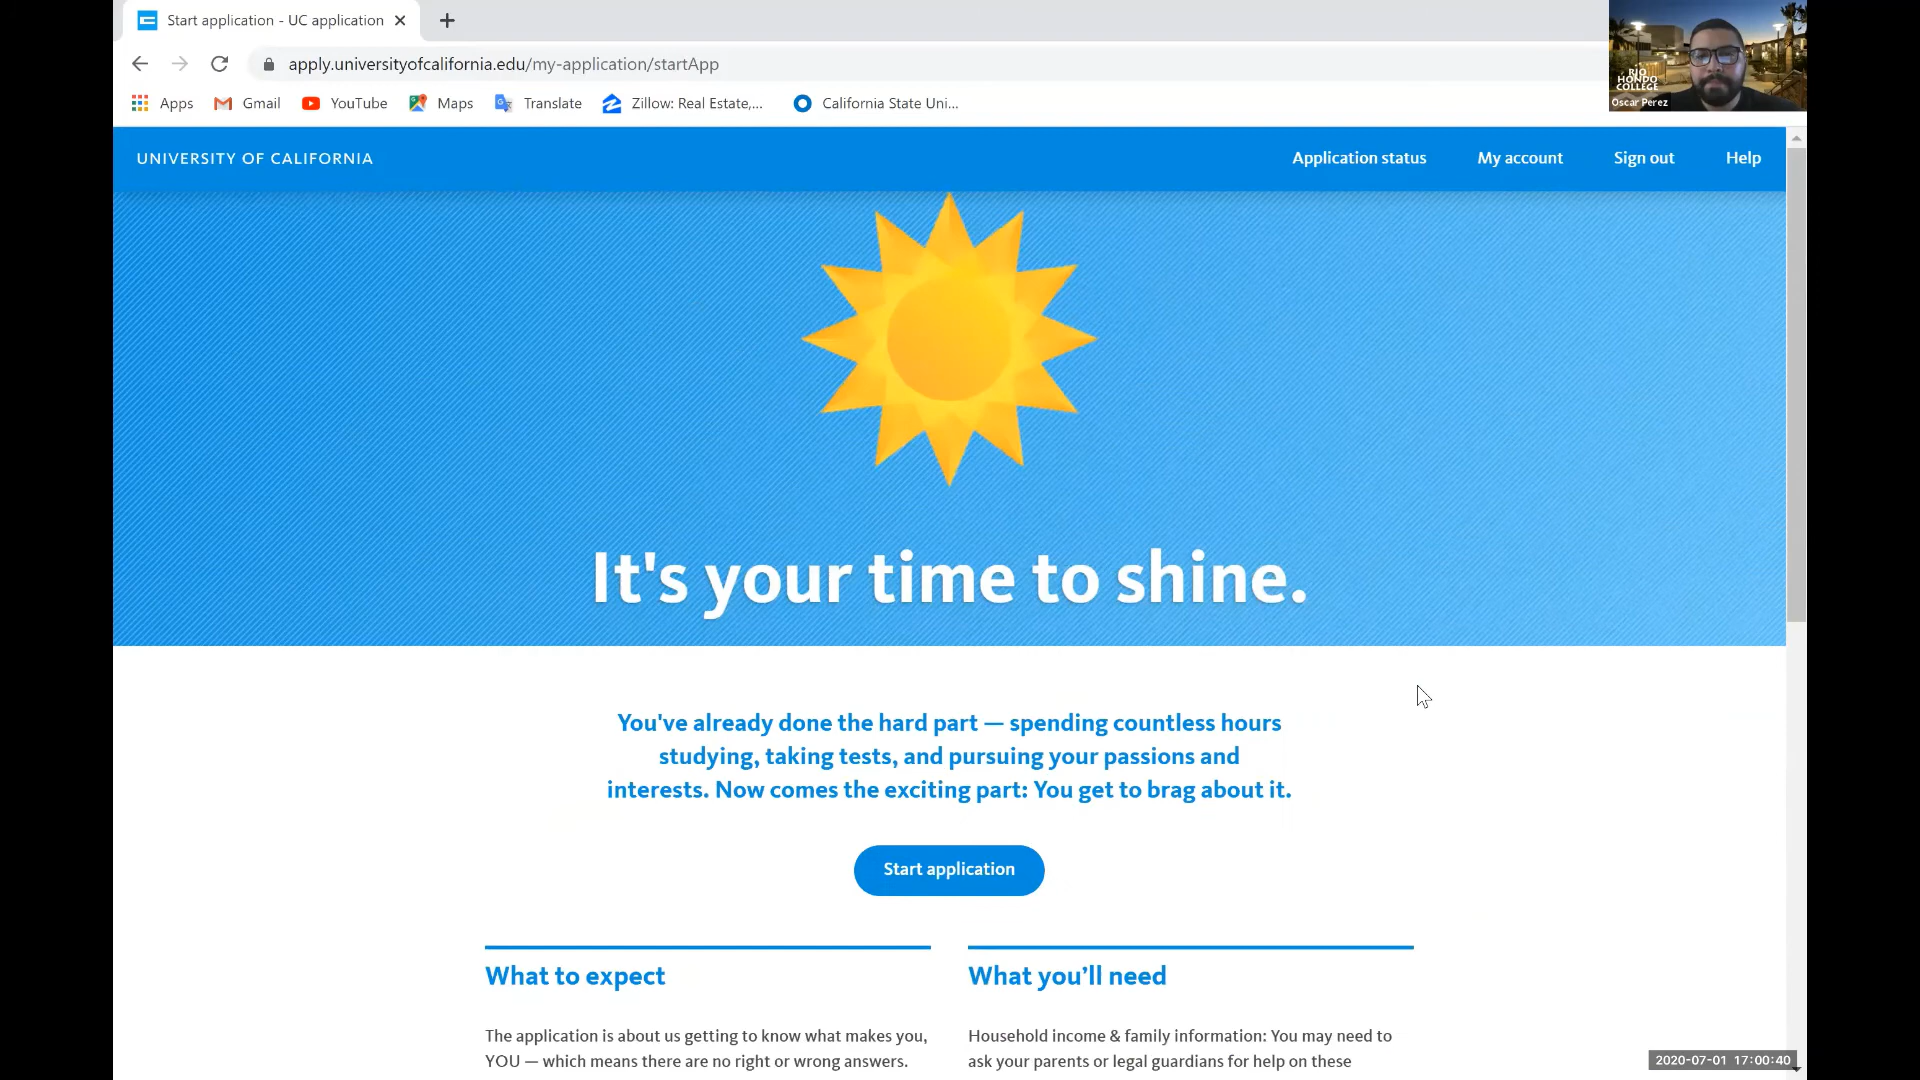 Start application - UC application
apply.universityofcalifornia.edu/my-application/startApp
Apps
Gmail
YouTube
Maps
Translate
Zillow: Real Estate,...
California State Uni...
RIO
HONDO
COLLEGE
Oscar Perez
UNIVERSITY OF CALIFORNIA
Application status
My account
Sign out
Help
It's your time to shine.
You've already done the hard part — spending countless hours
studying, taking tests, and pursuing your passions and
interests. Now comes the exciting part: You get to brag about it.
Start application
What to expect
The application is about us getting to know what makes you,
YOU — which means there are no right or wrong answers.
What you’ll need
Household income & family information: You may need to
ask your parents or legal guardians for help on these
2020-07-01 17:00:40